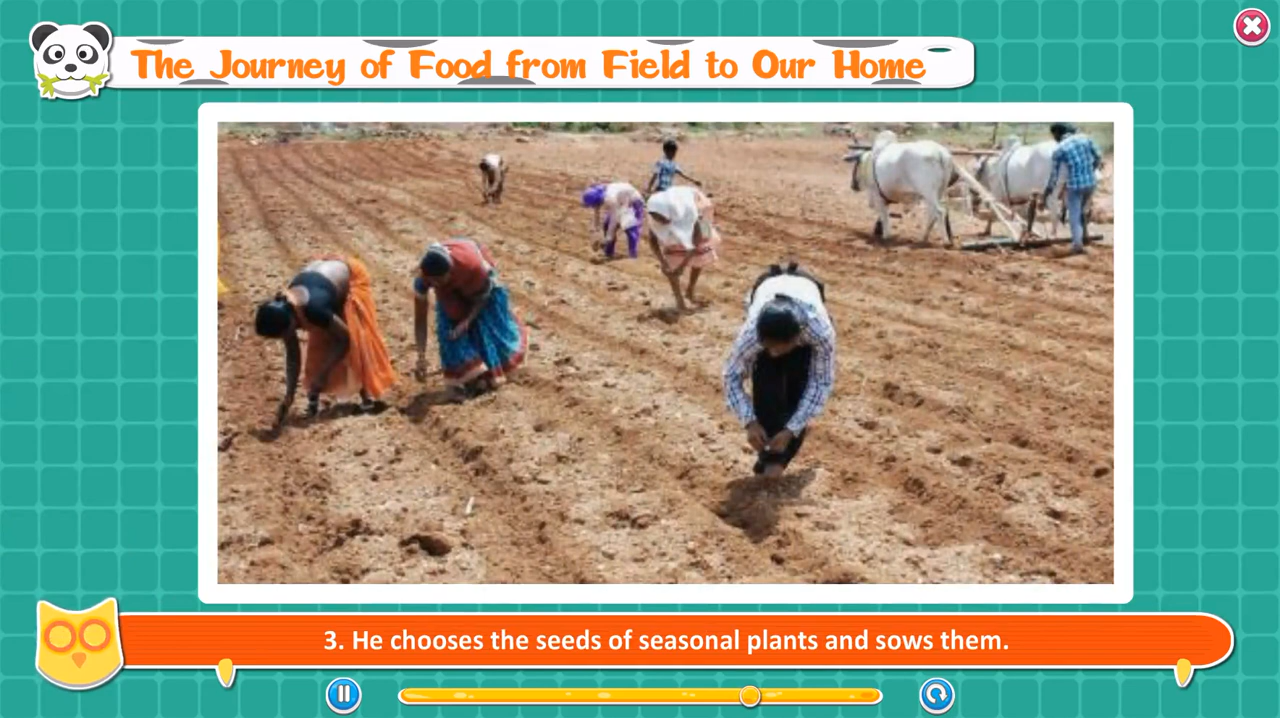 The Journey of Food from Field to Our Home
3. He chooses the seeds of seasonal plants and sows them.